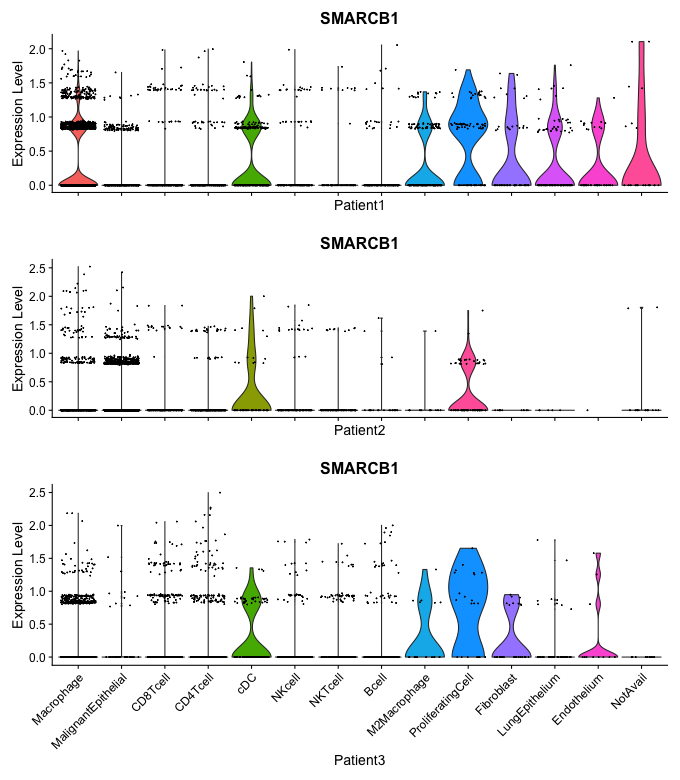 SMARCB1
Expression Level
2.0
1.5
1.0
0.5
0.0
Patient1
SMARCB1
Expression Level
2.5
2.0
1.5
1.0
0.5
0.0
Patient2
SMARCB1
Expression Level
2.5
2.0
1.5
1.0
0.5
0.0
Macrophage
MalignantEpithelial
CD8Tcell
CD4Tcell
cDC
NKcell
NKTcell
Bcell
M2Macrophage
ProliferatingCell
Fibroblast
LungEpithelium
Endothelium
NotAvail
Patient3